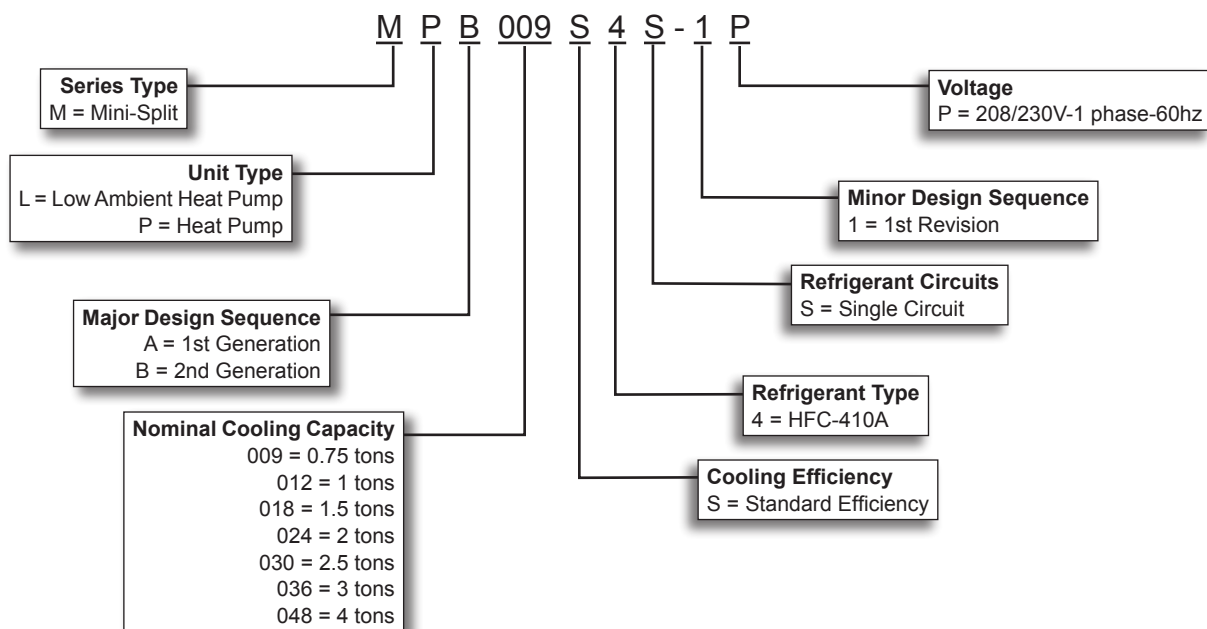 M P B 009 S 4 S - 1 P
Series Type
M = Mini-Split
Unit Type
L = Low Ambient Heat Pump
P = Heat Pump
Major Design Sequence
A = 1st Generation
B = 2nd Generation
Nominal Cooling Capacity
009 = 0.75 tons
012 = 1 tons
018 = 1.5 tons
024 = 2 tons
030 = 2.5 tons
036 = 3 tons
048 = 4 tons
Voltage
P = 208/230V-1 phase-60hz
Minor Design Sequence
1 = 1st Revision
Refrigerant Circuits
S = Single Circuit
Refrigerant Type
4 = HFC-410A
Cooling Efficiency
S = Standard Efficiency